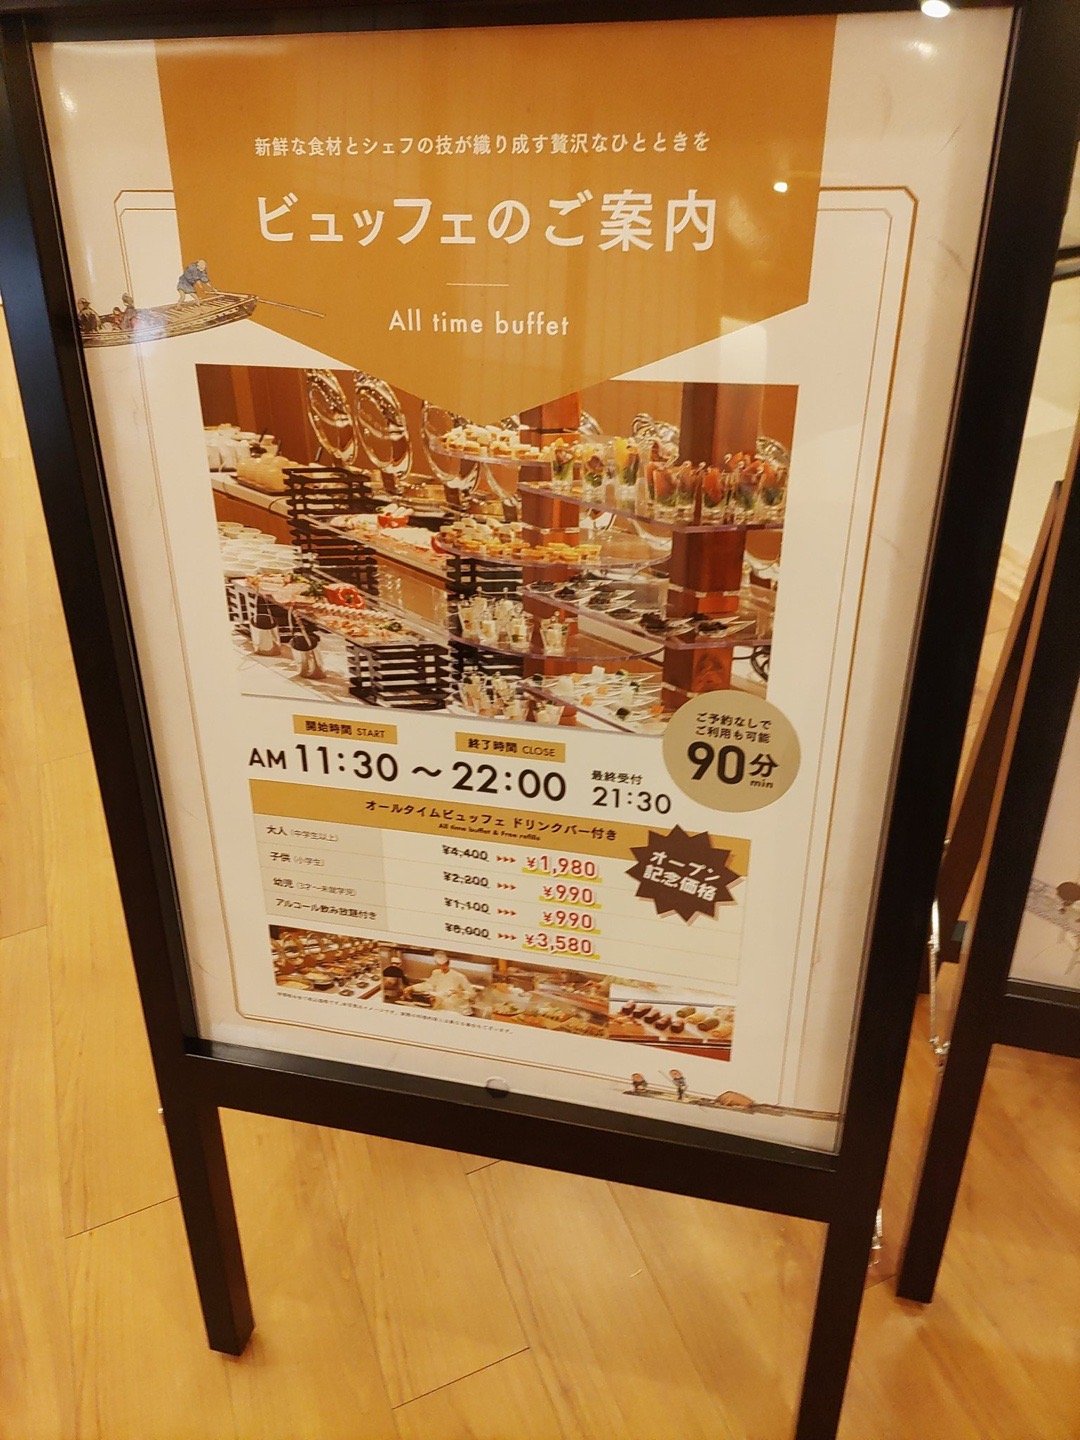 新鮮な食材とシェフの技が織り成す贅沢なひとときを
ビュッフェのご案内
All time buffet
開始時間 START
終了時間 CLOSE
AM 11:30 〜 22:00
最終受付
21:30
ご予約なしで
ご利用も可能
90分
min
オールタイムビュッフェ ドリンクバー付き
All time buffet & Free refills
オープン
記念価格
大人 (中学生以上) ¥4,400 ▸▸▸ ¥1,980
子供 (小学生) ¥2,200 ▸▸▸ ¥990
幼児 (3才〜未就学児) ¥1,100 ▸▸▸ ¥990
アルコール飲み放題付き ¥6,000 ▸▸▸ ¥3,580